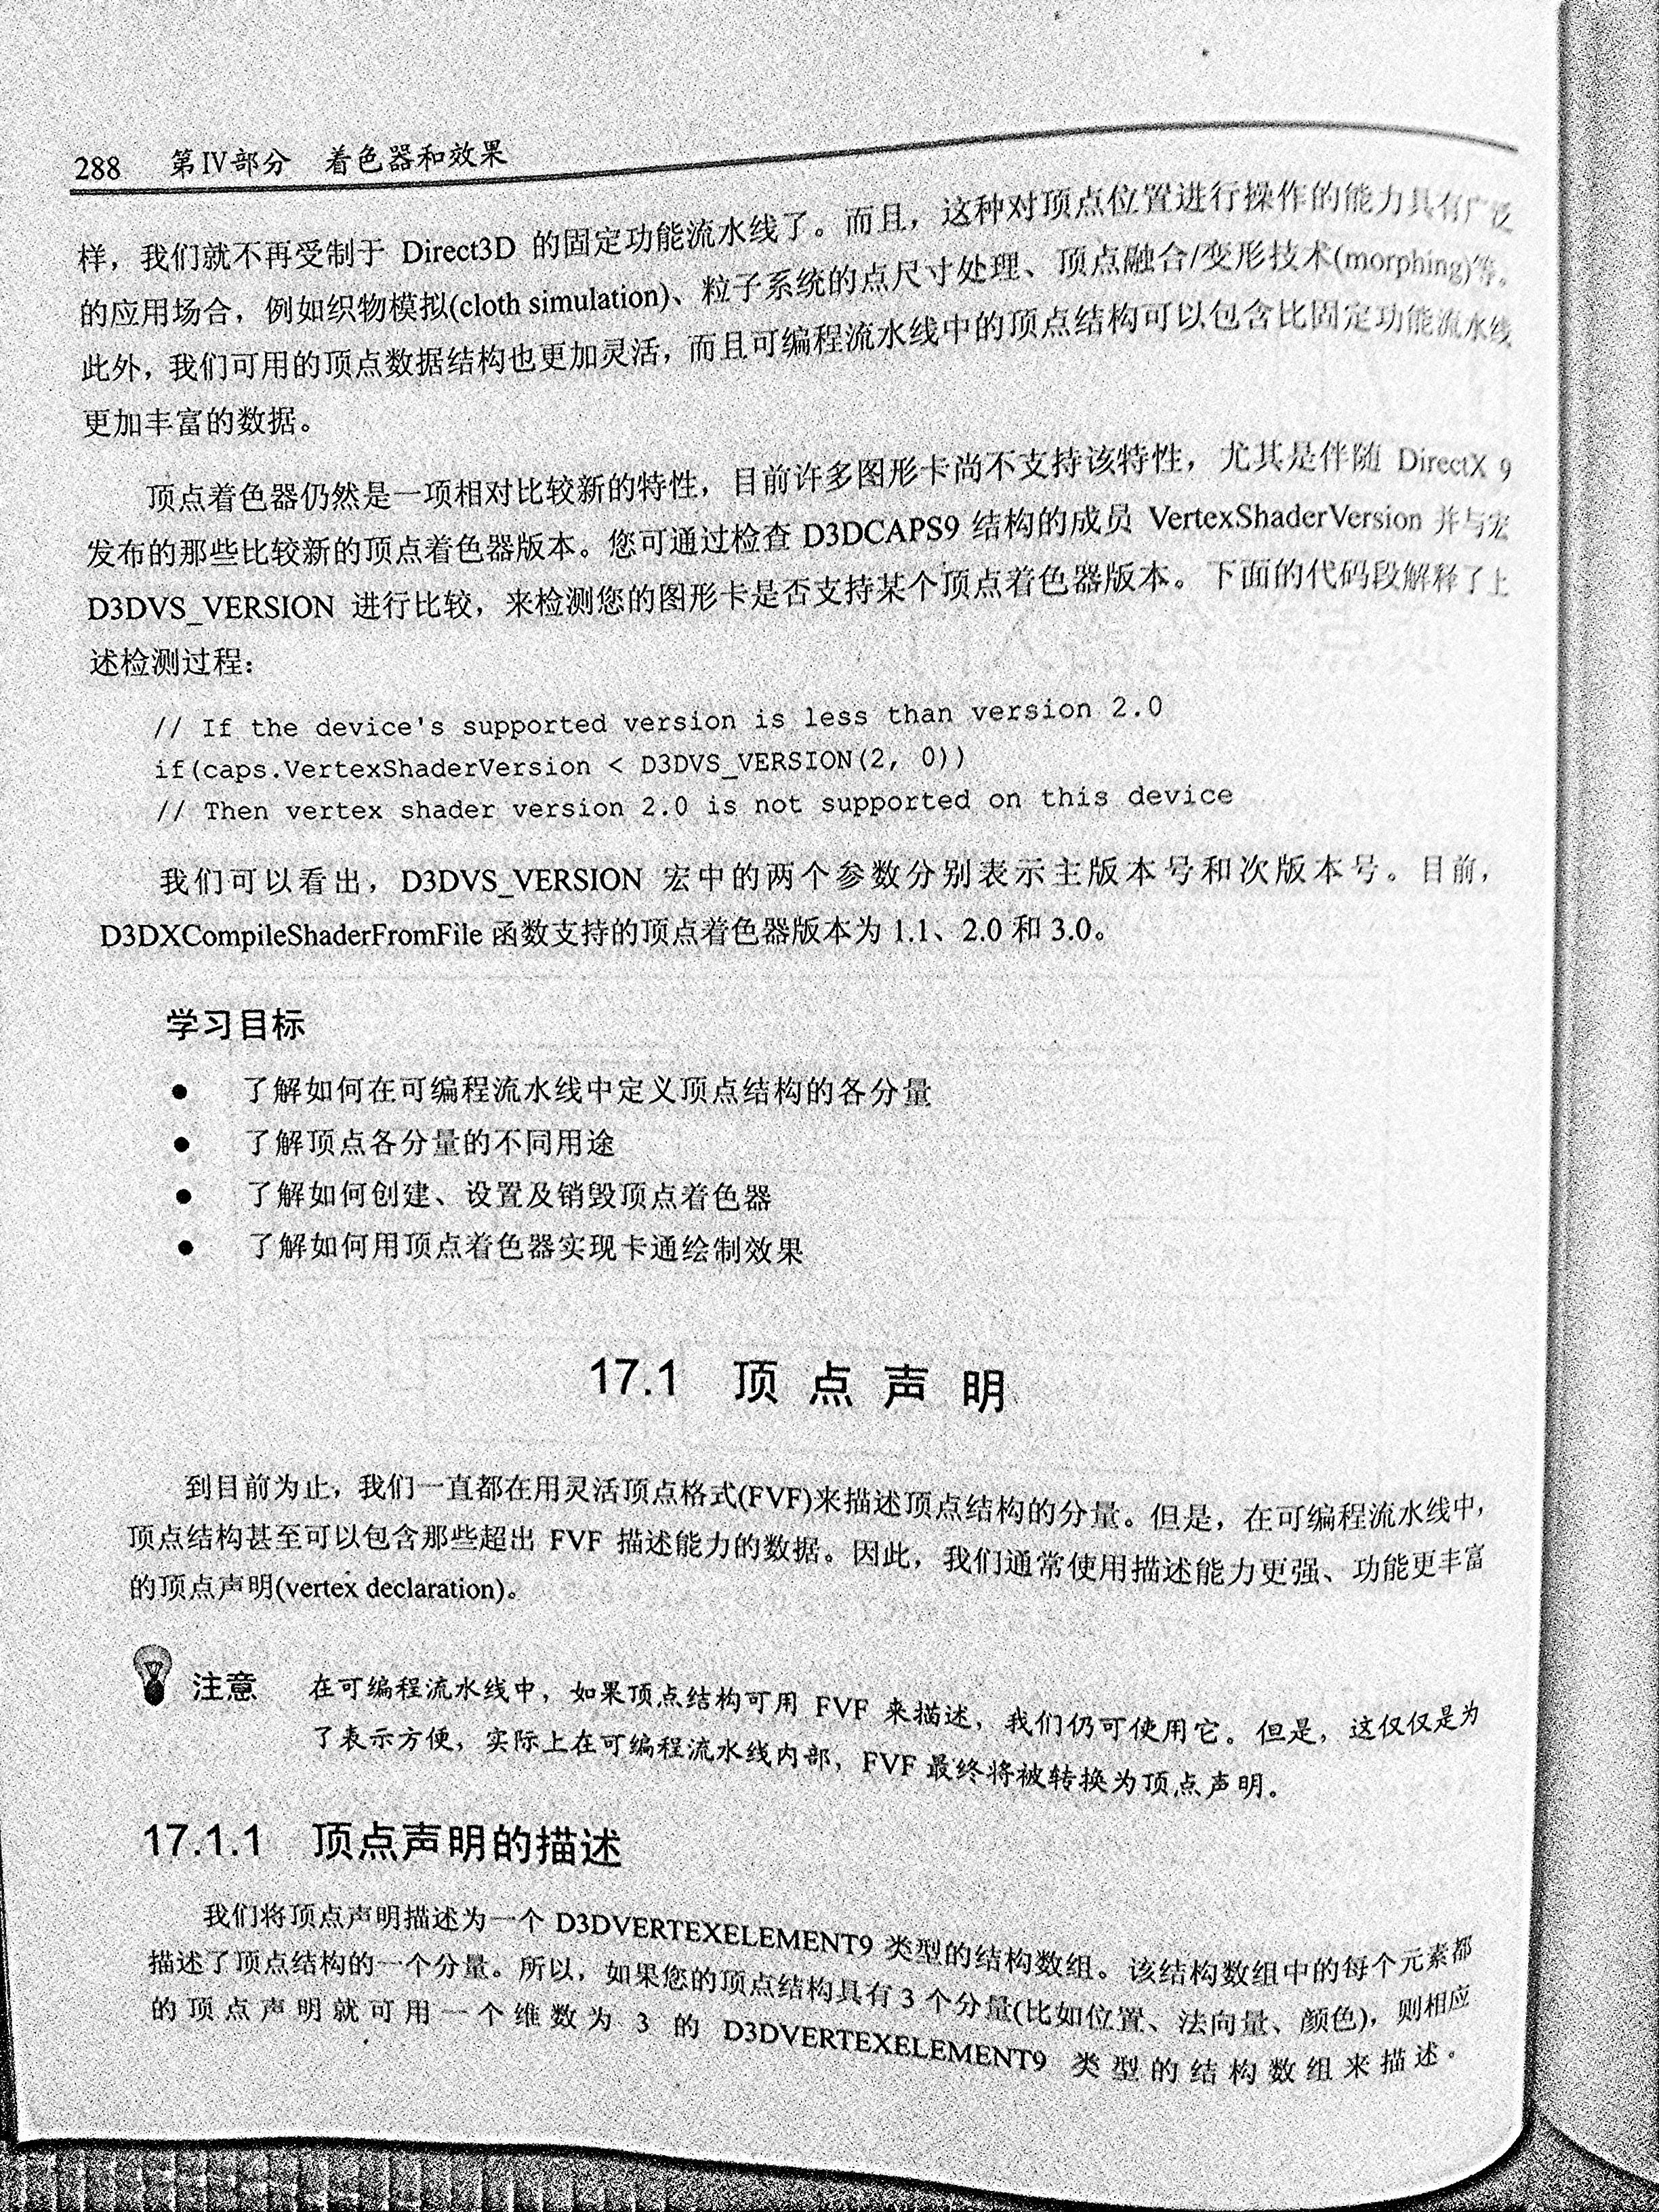 288 第Ⅳ部分 着色器和效果
样，我们就不再受制于 Direct3D 的固定功能流水线了。而且，这种对顶点位置进行操作的能力具有广泛
的应用场合，例如织物模拟(cloth simulation)、粒子系统的点尺寸处理、顶点融合/变形技术(morphing)等。
此外，我们可用的顶点数据结构也更加灵活，而且可编程流水线中的顶点结构可以包含比固定功能流水线
更加丰富的数据。
顶点着色器仍然是一项相对比较新的特性，目前许多图形卡尚不支持该特性，尤其是伴随 DirectX 9
发布的那些比较新的顶点着色器版本。您可通过检查 D3DCAPS9 结构的成员 VertexShaderVersion 并与宏
D3DVS_VERSION 进行比较，来检测您的图形卡是否支持某个顶点着色器版本。下面的代码段解释了上
述检测过程：
// If the device's supported version is less than version 2.0
if(caps.VertexShaderVersion < D3DVS_VERSION(2, 0))
// Then vertex shader version 2.0 is not supported on this device
我们可以看出，D3DVS_VERSION 宏中的两个参数分别表示主版本号和次版本号。目前，
D3DXCompileShaderFromFile 函数支持的顶点着色器版本为 1.1、2.0 和 3.0。
学习目标
● 了解如何在可编程流水线中定义顶点结构的各分量
● 了解顶点各分量的不同用途
● 了解如何创建、设置及销毁顶点着色器
● 了解如何用顶点着色器实现卡通绘制效果
17.1 顶点声明
到目前为止，我们一直都在用灵活顶点格式(FVF)来描述顶点结构的分量。但是，在可编程流水线中，
顶点结构甚至可以包含那些超出 FVF 描述能力的数据。因此，我们通常使用描述能力更强、功能更丰富
的顶点声明(vertex declaration)。
注意 在可编程流水线中，如果顶点结构可用 FVF 来描述，我们仍可使用它。但是，这仅仅是为
了表示方便，实际上在可编程流水线内部，FVF 最终将被转换为顶点声明。
17.1.1 顶点声明的描述
我们将顶点声明描述为一个 D3DVERTEXELEMENT9 类型的结构数组。该结构数组中的每个元素都
描述了顶点结构的一个分量。所以，如果您的顶点结构具有 3 个分量(比如位置、法向量、颜色)，则相应
的顶点声明就可用一个维数为 3 的 D3DVERTEXELEMENT9 类型的结构数组来描述。